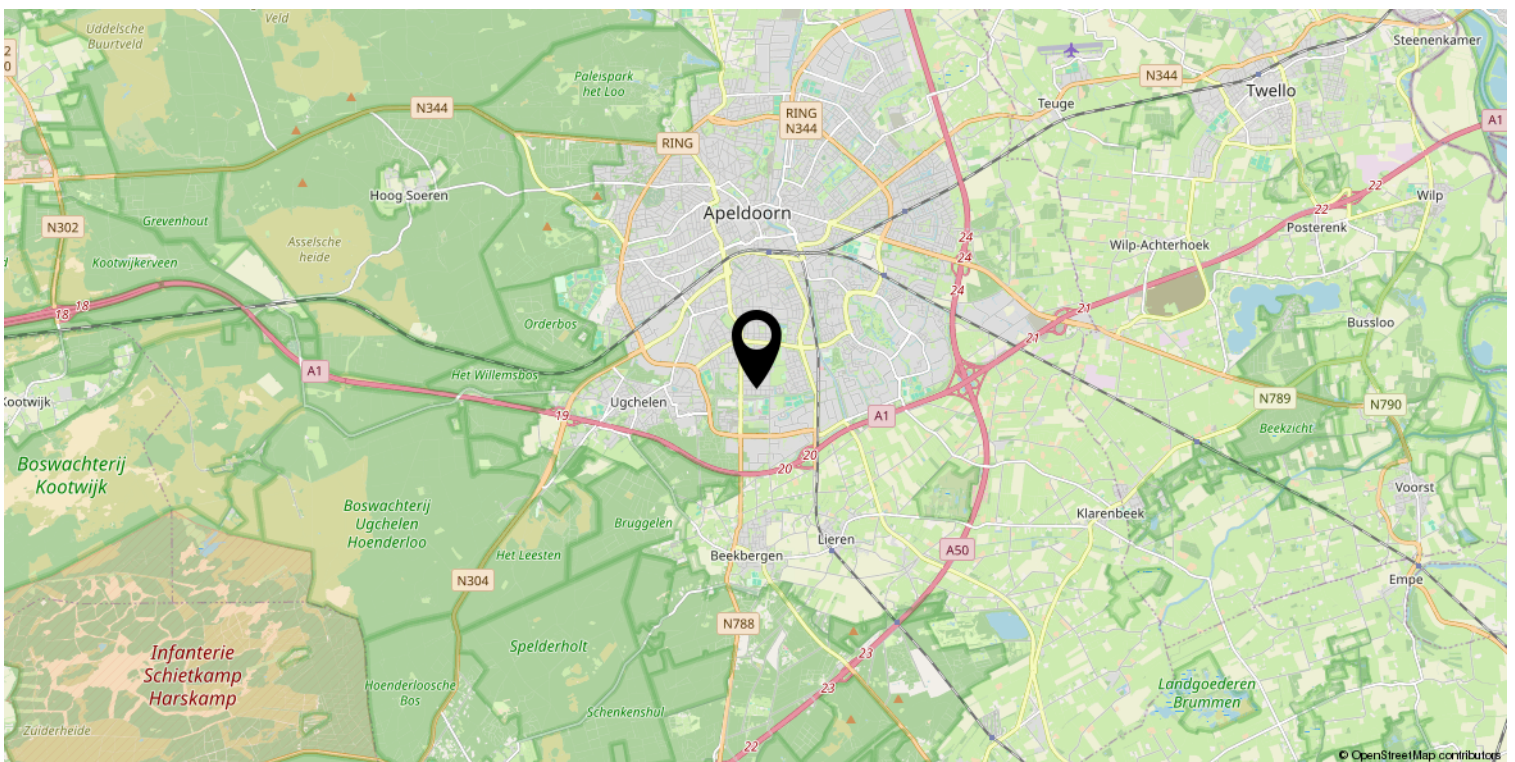 Uddelsche
Buurtveld
Veld
Steenenkamer
2
0
Paleispark
het Loo
N344
Twello
N344
Teuge
RING
N344
A1
RING
Hoog Soeren
22
Wilp
Apeldoorn
22
Grevenhout
N302
Posterenk
Asselsche
heide
24
Wilp-Achterhoek
Kootwijkerveen
d
24
24
18
18
21
Orderbos
Bussloo
21
A1
Het Willemsbos
Kootwijk
Ugchelen
N789
N790
19
A1
Beekzicht
20
Boswachterij
Kootwijk
20
Voorst
Boswachterij
Ugchelen
Hoenderloo
Klarenbeek
Bruggelen
Lieren
Het Leesten
Beekbergen
A50
N304
Empe
N788
Spelderholt
Infanterie
Schietkamp
Harskamp
23
Hoenderloosche
Bos
23
Landgoederen
Brummen
Schenkenshul
Zuiderheide
22
© OpenStreetMap contributors